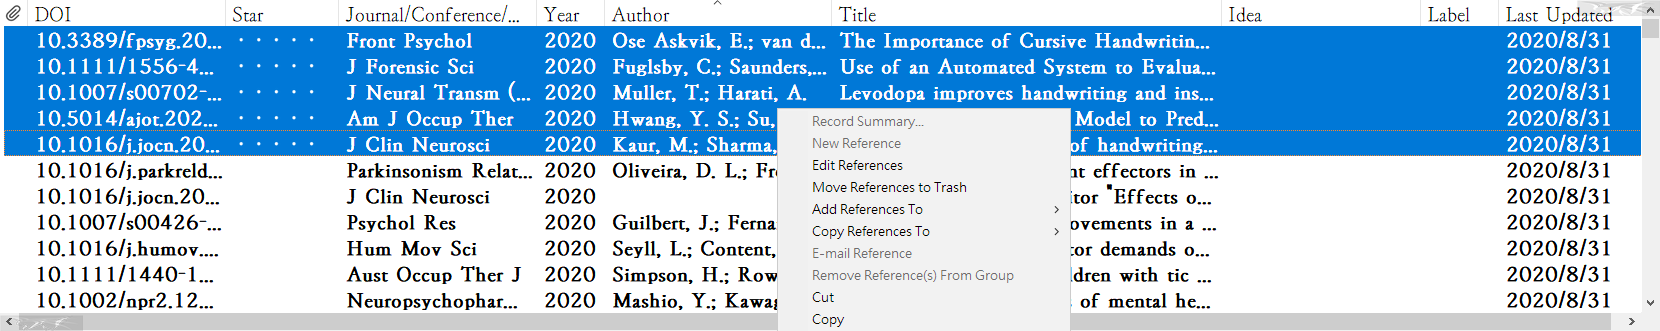 DOI Star Journal/Conference/... Year Author Title Idea Label Last Updated
10.3389/fpsyg.20... Front Psychol 2020 Ose Askvik, E.; van d... The Importance of Cursive Handwritin... 2020/8/31
10.1111/1556-4... J Forensic Sci 2020 Fuglsby, C.; Saunders,... Use of an Automated System to Evalua... 2020/8/31
10.1007/s00702-... J Neural Transm (... 2020 Muller, T.; Harati, A. Levodopa improves handwriting and ins... 2020/8/31
10.5014/ajot.202... Am J Occup Ther 2020 Hwang, Y. S.; Su, Model to Pred... 2020/8/31
10.1016/j.jocn.20... J Clin Neurosci 2020 Kaur, M.; Sharma, of handwriting... 2020/8/31
10.1016/j.parkreld... Parkinsonism Relat... 2020 Oliveira, D. L.; Fr effectors in ... 2020/8/31
10.1016/j.jocn.20... J Clin Neurosci 2020 itor "Effects o... 2020/8/31
10.1007/s00426-... Psychol Res 2020 Guilbert, J.; Ferna ovements in a ... 2020/8/31
10.1016/j.humov.... Hum Mov Sci 2020 Seyll, L.; Content, tor demands o... 2020/8/31
10.1111/1440-1... Aust Occup Ther J 2020 Simpson, H.; Row ldren with tic ... 2020/8/31
10.1002/npr2.12... Neuropsychophar... 2020 Mashio, Y.; Kawag s of mental he... 2020/8/31
Record Summary...
New Reference
Edit References
Move References to Trash
Add References To
Copy References To
E-mail Reference
Remove Reference(s) From Group
Cut
Copy